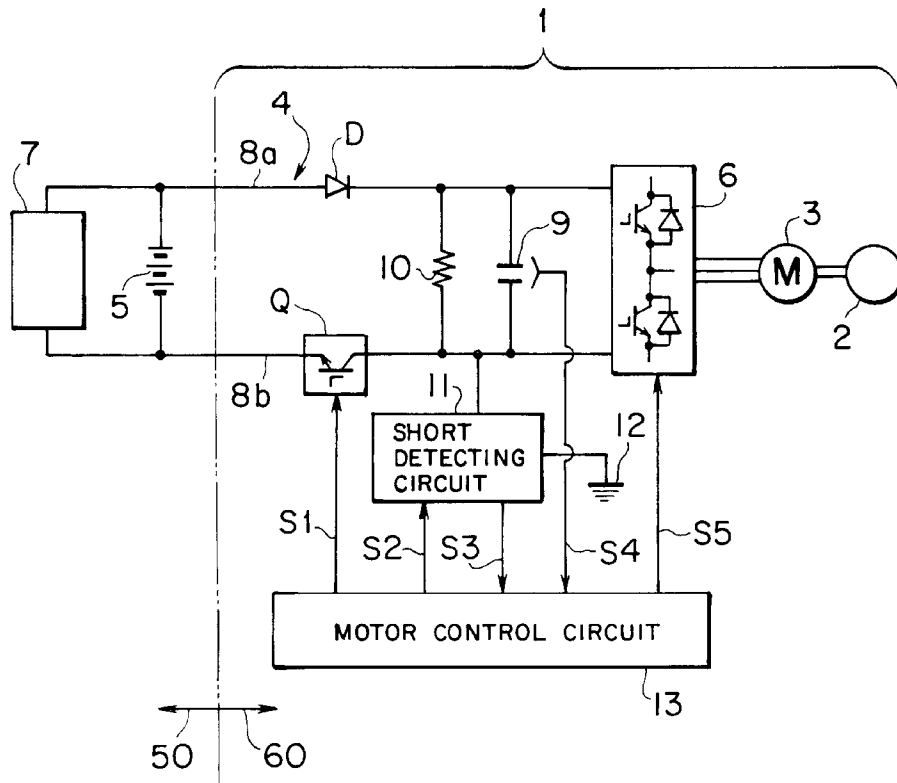 1
4
D
8a
7
6
3
9
5
10
M
Q
2
8b
11
12
SHORT
DETECTING
CIRCUIT
S1
S2
S3
S4
S5
MOTOR CONTROL CIRCUIT
13
50
60